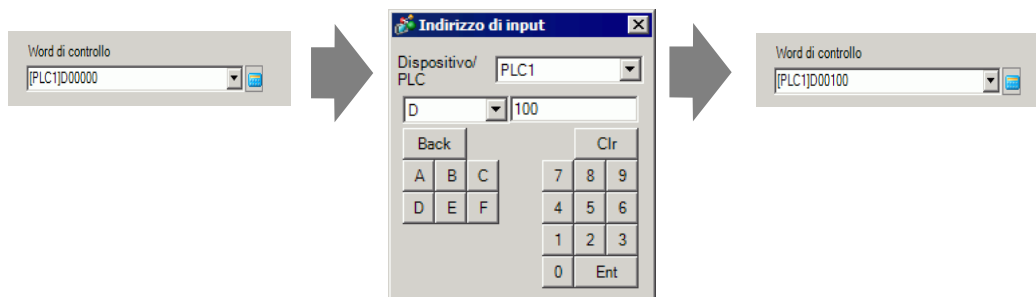 Word di controllo
[PLC1]D00000
Indirizzo di input
Dispositivo/
PLC
PLC1
D
100
Back
Clr
A B C 7 8 9
D E F 4 5 6
1 2 3
0 Ent
Word di controllo
[PLC1]D00100